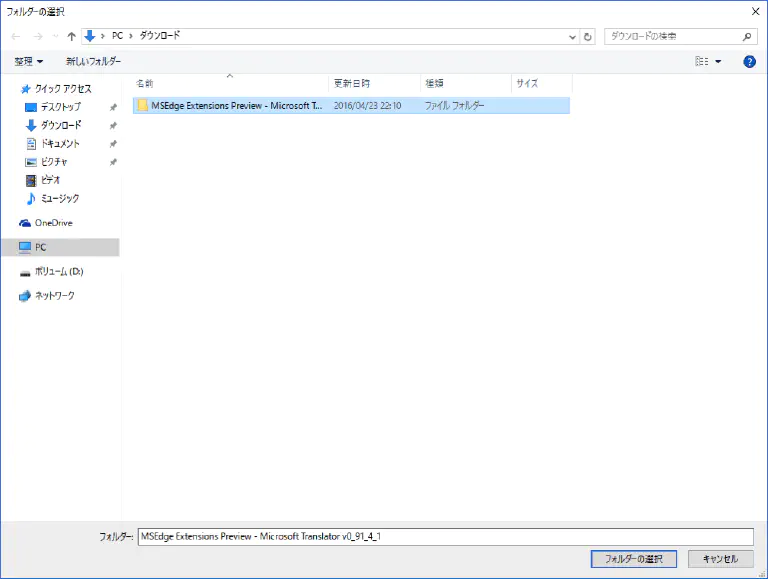 フォルダーの選択
PC › ダウンロード
ダウンロードの検索
整理 新しいフォルダー
名前 更新日時 種類 サイズ
MSEdge Extensions Preview - Microsoft T... 2016/04/23 22:10 ファイル フォルダー
クイック アクセス
デスクトップ
ダウンロード
ドキュメント
ピクチャ
ビデオ
ミュージック
OneDrive
PC
ボリューム (D:)
ネットワーク
フォルダー: MSEdge Extensions Preview - Microsoft Translator v0_91_4_1
フォルダーの選択 キャンセル